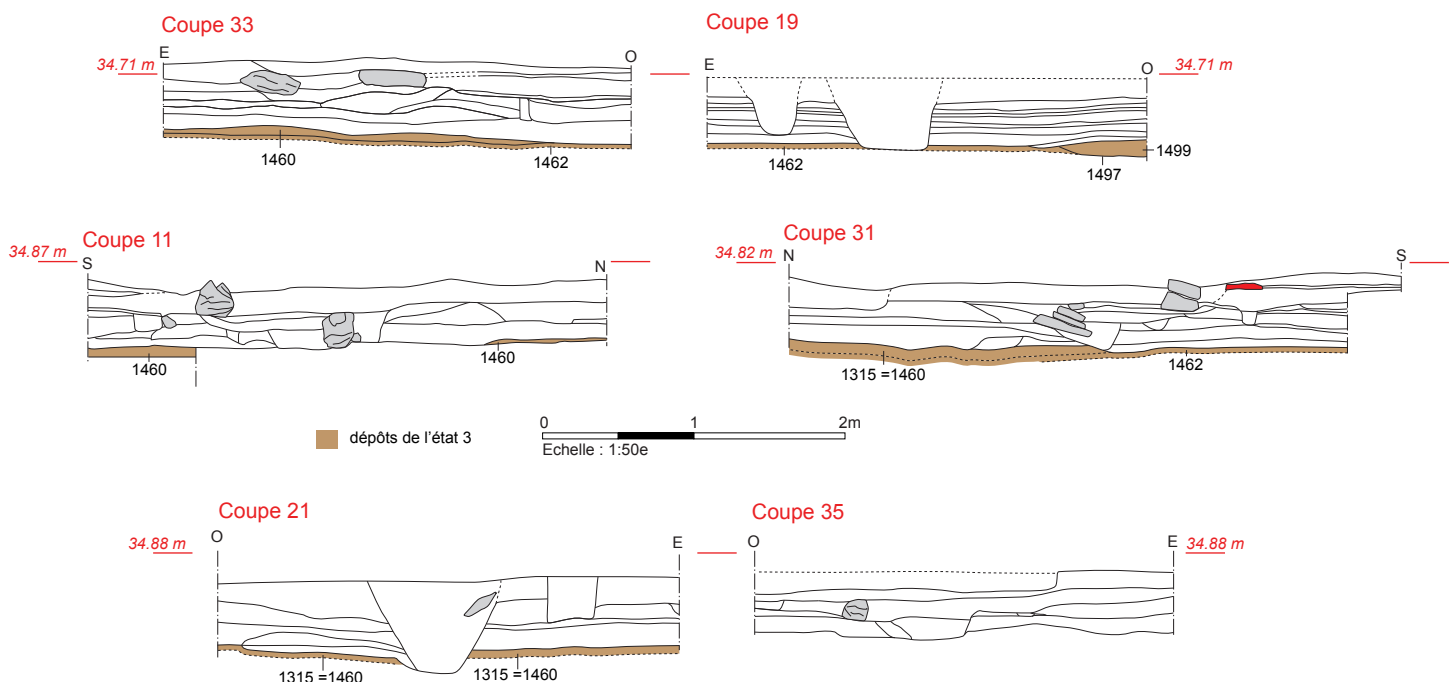 Coupe 33
E
O
34.71 m
1460
1462
Coupe 19
E
O
34.71 m
1462
1499
1497
Coupe 11
34.87 m
S
N
1460
1460
Coupe 31
34.82 m
N
S
1315 =1460
1462
dépôts de l'état 3
0 1 2m
Echelle : 1:50e
Coupe 21
O
E
34.88 m
1315 =1460
1315 =1460
Coupe 35
O
E
34.88 m